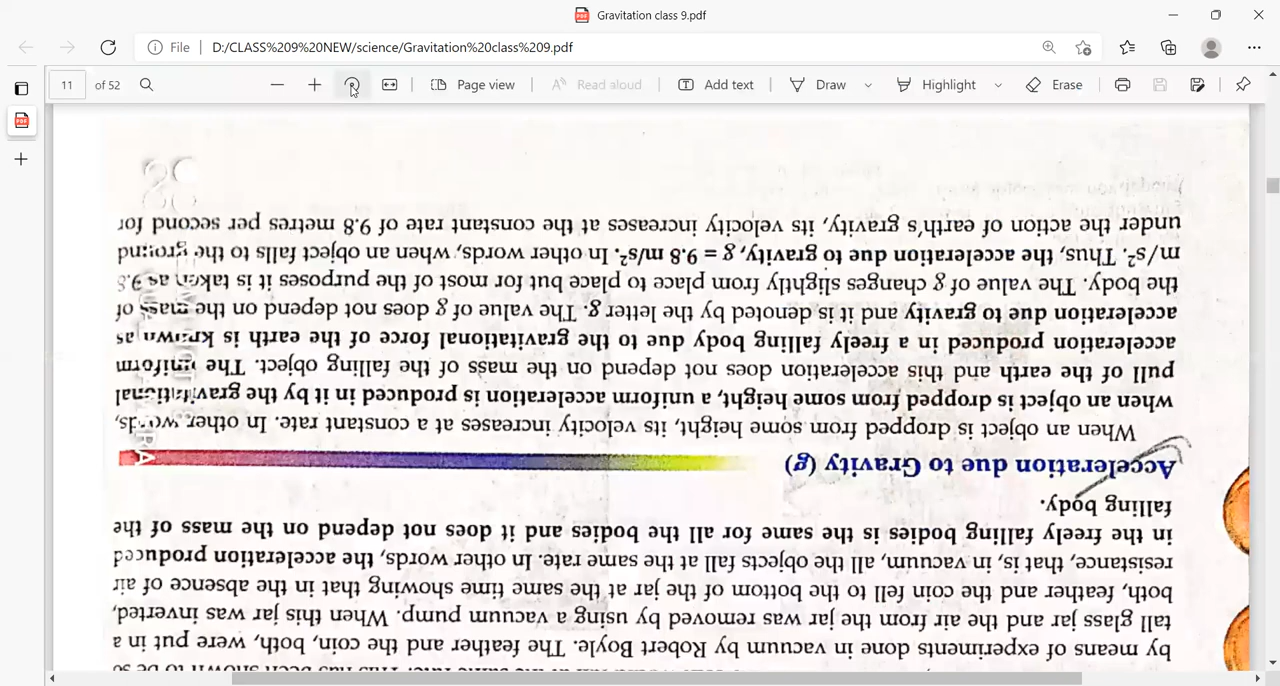 Gravitation class 9.pdf
File | D:/CLASS%209%20NEW/science/Gravitation%20class%209.pdf
11 of 52 Page view Read aloud Add text Draw Highlight Erase
by means of experiments done in vacuum by Robert Boyle. The feather and the coin, both, were put in a
tall glass jar and the air from the jar was removed by using a vacuum pump. When this jar was inverted,
both, feather and the coin fell to the bottom of the jar at the same time showing that in the absence of air
resistance, that is, in vacuum, all the objects fall at the same rate. In other words, the acceleration produced
in the freely falling bodies is the same for all the bodies and it does not depend on the mass of the
falling body.
Acceleration due to Gravity (g)
When an object is dropped from some height, its velocity increases at a constant rate. In other words,
when an object is dropped from some height, a uniform acceleration is produced in it by the gravitational
pull of the earth and this acceleration does not depend on the mass of the falling object. The uniform
acceleration produced in a freely falling body due to the gravitational force of the earth is known as
acceleration due to gravity and it is denoted by the letter g. The value of g does not depend on the mass of
the body. The value of g changes slightly from place to place but for most of the purposes it is taken as 9.8
m/s². Thus, the acceleration due to gravity, g = 9.8 m/s². In other words, when an object falls to the ground
under the action of earth's gravity, its velocity increases at the constant rate of 9.8 metres per second for